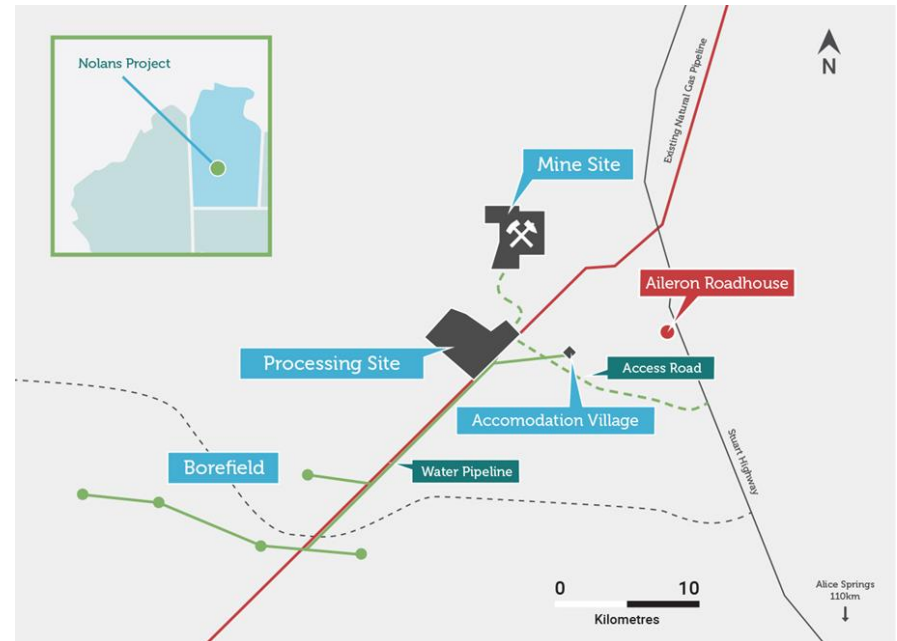 Nolans Project
N
Existing Natural Gas Pipeline
Mine Site
Aileron Roadhouse
Processing Site
Access Road
Accomodation Village
Stuart Highway
Borefield
Water Pipeline
0 10
Kilometres
Alice Springs
110km